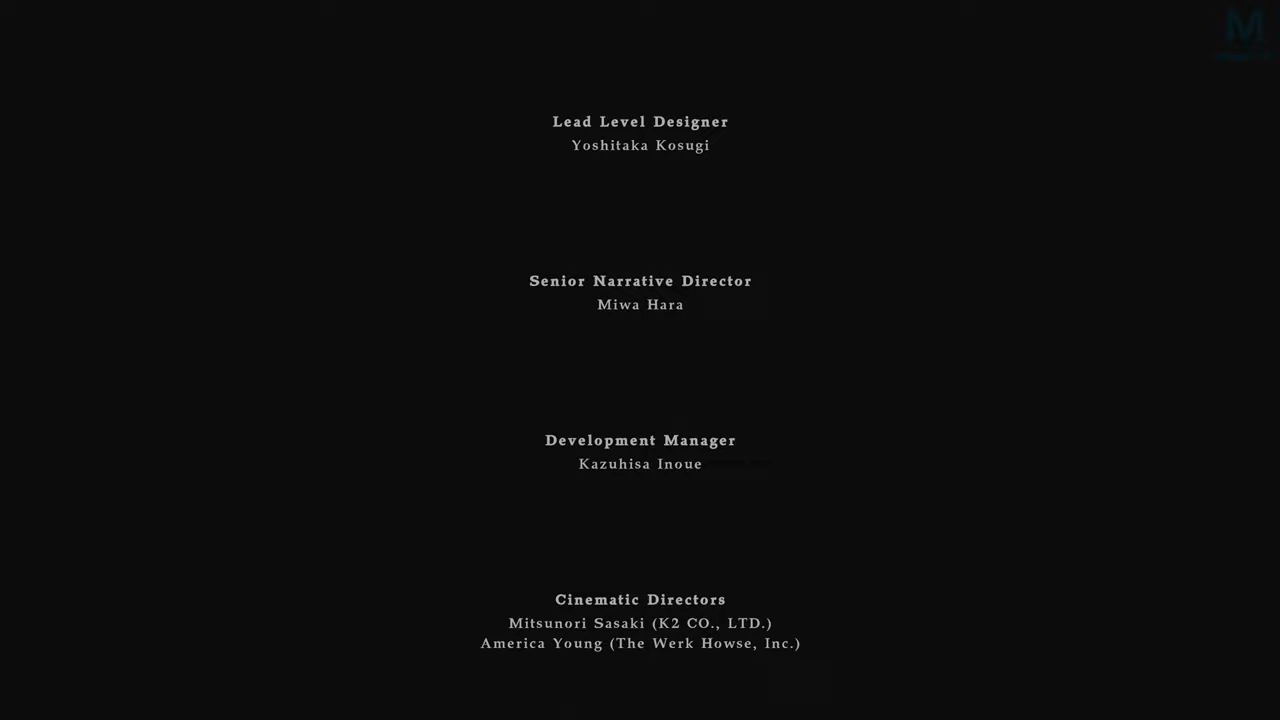 M
Lead Level Designer
Yoshitaka Kosugi
Senior Narrative Director
Miwa Hara
Development Manager
Kazuhisa Inoue
Cinematic Directors
Mitsunori Sasaki (K2 CO., LTD.)
America Young (The Werk Howse, Inc.)